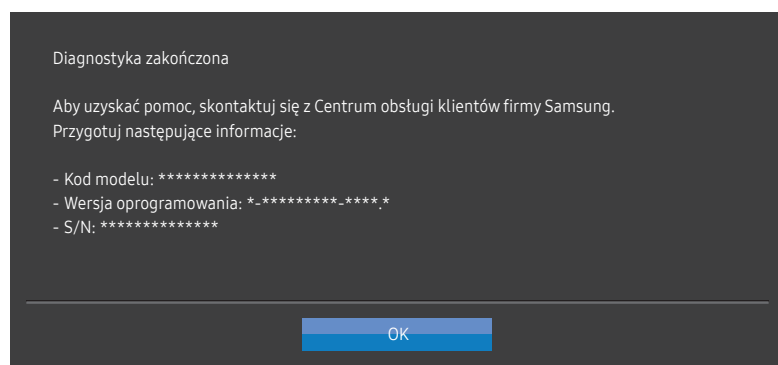 Diagnostyka zakończona
Aby uzyskać pomoc, skontaktuj się z Centrum obsługi klientów firmy Samsung.
Przygotuj następujące informacje:
- Kod modelu: **************
- Wersja oprogramowania: *-*********-****.*
- S/N: **************
OK